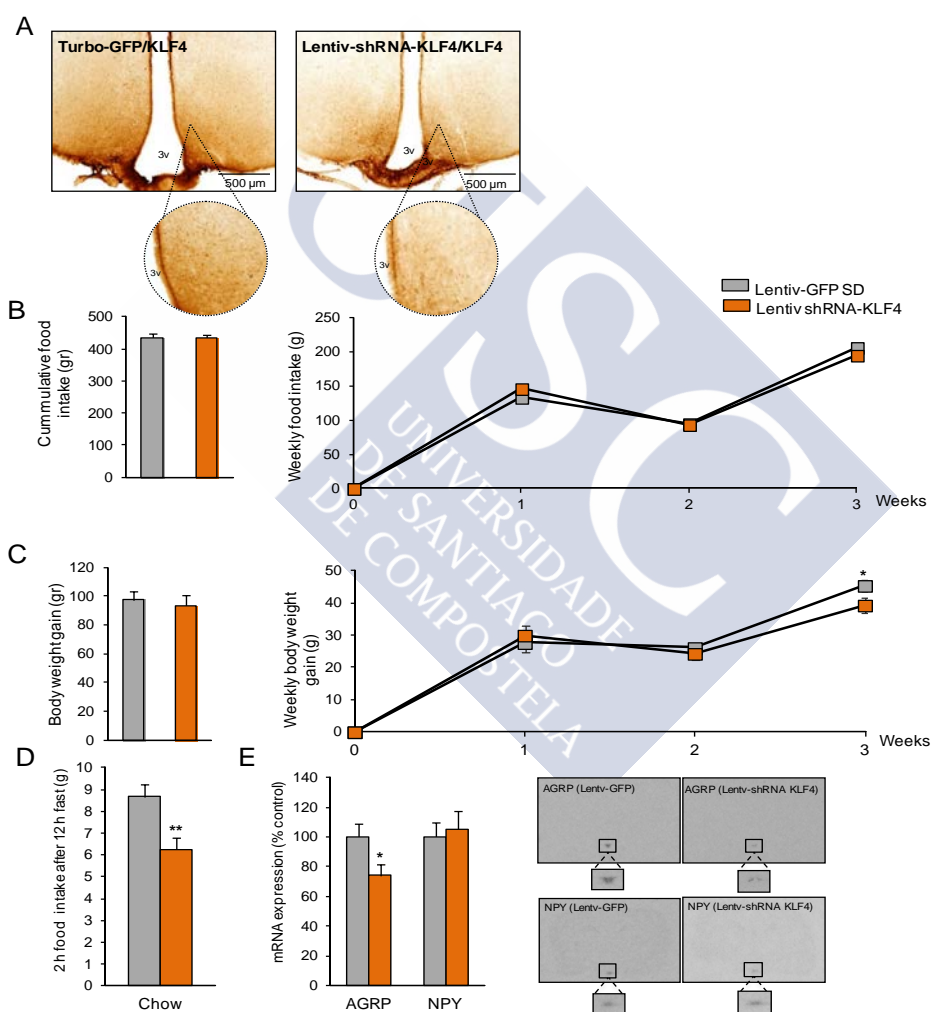 A
Turbo-GFP/KLF4
Lentiv-shRNA-KLF4/KLF4
3v
500 µm
3v
3v
500 µm
3v
3v
Lentiv-GFP SD
Lentiv shRNA-KLF4
B
Cummulative food
intake (gr)
500
400
300
200
100
0
Weekly food intake (g)
250
200
150
100
50
0
0
1
2
3
Weeks
C
Body weight gain (gr)
120
100
80
60
40
20
0
Weekly body weight
gain (g)
50
40
30
20
10
0
*
0
1
2
3
Weeks
D
2h food intake after 12h fast (g)
10
9
8
7
6
5
4
3
2
1
0
**
Chow
E
mRNA expression (% control)
140
120
100
80
60
40
20
0
*
AGRP
NPY
AGRP (Lentv-GFP)
AGRP (Lentv-shRNA KLF4)
NPY (Lentv-GFP)
NPY (Lentv-shRNA KLF4)
USC
UNIVERSIDADE
DE SANTIAGO
DE COMPOSTELA